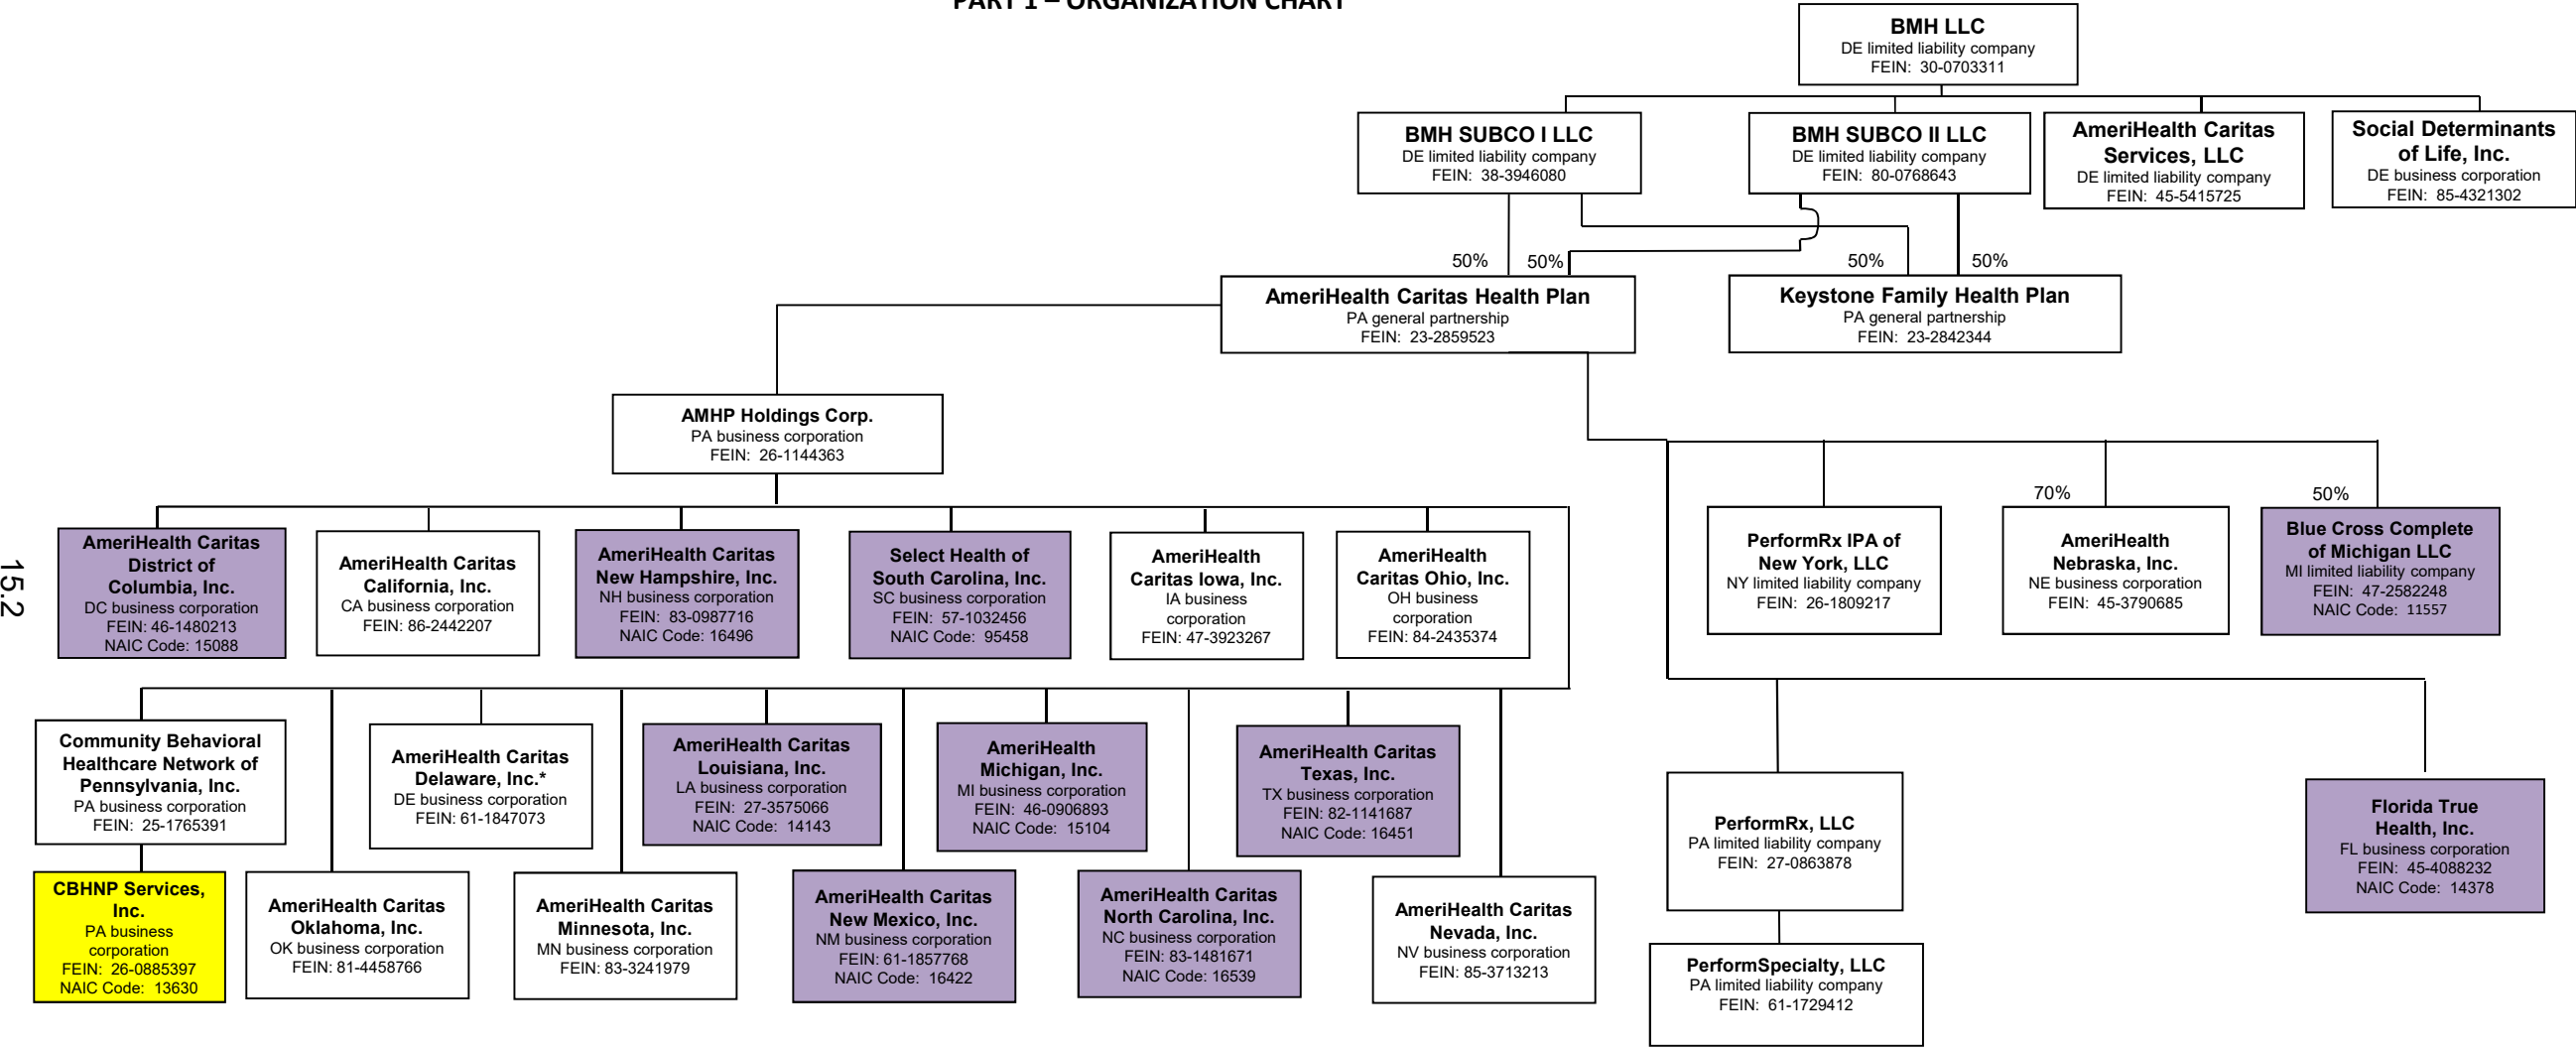 PART 1 – ORGANIZATION CHART
BMH LLC
DE limited liability company
FEIN: 30-0703311
BMH SUBCO I LLC
DE limited liability company
FEIN: 38-3946080
BMH SUBCO II LLC
DE limited liability company
FEIN: 80-0768643
AmeriHealth Caritas
Services, LLC
DE limited liability company
FEIN: 45-5415725
Social Determinants
of Life, Inc.
DE business corporation
FEIN: 85-4321302
50%
50%
50%
50%
AmeriHealth Caritas Health Plan
PA general partnership
FEIN: 23-2859523
Keystone Family Health Plan
PA general partnership
FEIN: 23-2842344
AMHP Holdings Corp.
PA business corporation
FEIN: 26-1144363
70%
50%
AmeriHealth Caritas
District of
Columbia, Inc.
DC business corporation
FEIN: 46-1480213
NAIC Code: 15088
AmeriHealth Caritas
California, Inc.
CA business corporation
FEIN: 86-2442207
AmeriHealth Caritas
New Hampshire, Inc.
NH business corporation
FEIN: 83-0987716
NAIC Code: 16496
Select Health of
South Carolina, Inc.
SC business corporation
FEIN: 57-1032456
NAIC Code: 95458
AmeriHealth
Caritas Iowa, Inc.
IA business
corporation
FEIN: 47-3923267
AmeriHealth
Caritas Ohio, Inc.
OH business
corporation
FEIN: 84-2435374
PerformRx IPA of
New York, LLC
NY limited liability company
FEIN: 26-1809217
AmeriHealth
Nebraska, Inc.
NE business corporation
FEIN: 45-3790685
Blue Cross Complete
of Michigan LLC
MI limited liability company
FEIN: 47-2582248
NAIC Code: 11557
15.2
Community Behavioral
Healthcare Network of
Pennsylvania, Inc.
PA business corporation
FEIN: 25-1765391
AmeriHealth Caritas
Delaware, Inc.*
DE business corporation
FEIN: 61-1847073
AmeriHealth Caritas
Louisiana, Inc.
LA business corporation
FEIN: 27-3575066
NAIC Code: 14143
AmeriHealth
Michigan, Inc.
MI business corporation
FEIN: 46-0906893
NAIC Code: 15104
AmeriHealth Caritas
Texas, Inc.
TX business corporation
FEIN: 82-1141687
NAIC Code: 16451
PerformRx, LLC
PA limited liability company
FEIN: 27-0863878
Florida True
Health, Inc.
FL business corporation
FEIN: 45-4088232
NAIC Code: 14378
CBHNP Services,
Inc.
PA business
corporation
FEIN: 26-0885397
NAIC Code: 13630
AmeriHealth Caritas
Oklahoma, Inc.
OK business corporation
FEIN: 81-4458766
AmeriHealth Caritas
Minnesota, Inc.
MN business corporation
FEIN: 83-3241979
AmeriHealth Caritas
New Mexico, Inc.
NM business corporation
FEIN: 61-1857768
NAIC Code: 16422
AmeriHealth Caritas
North Carolina, Inc.
NC business corporation
FEIN: 83-1481671
NAIC Code: 16539
AmeriHealth Caritas
Nevada, Inc.
NV business corporation
FEIN: 85-3713213
PerformSpecialty, LLC
PA limited liability company
FEIN: 61-1729412